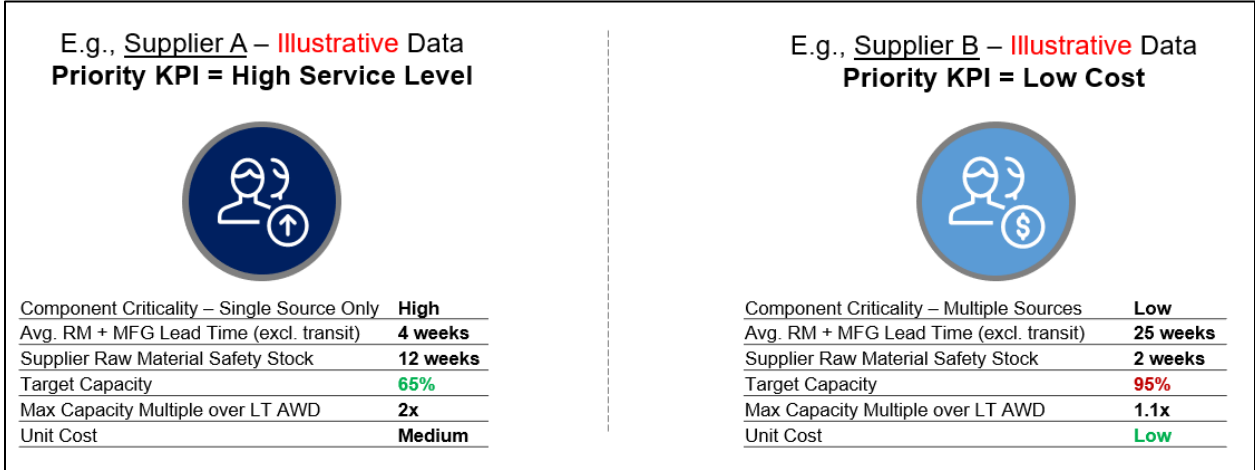 E.g., Supplier A – Illustrative Data
Priority KPI = High Service Level
Component Criticality – Single Source Only High
Avg. RM + MFG Lead Time (excl. transit) 4 weeks
Supplier Raw Material Safety Stock 12 weeks
Target Capacity 65%
Max Capacity Multiple over LT AWD 2x
Unit Cost Medium
E.g., Supplier B – Illustrative Data
Priority KPI = Low Cost
$
Component Criticality – Multiple Sources Low
Avg. RM + MFG Lead Time (excl. transit) 25 weeks
Supplier Raw Material Safety Stock 2 weeks
Target Capacity 95%
Max Capacity Multiple over LT AWD 1.1x
Unit Cost Low